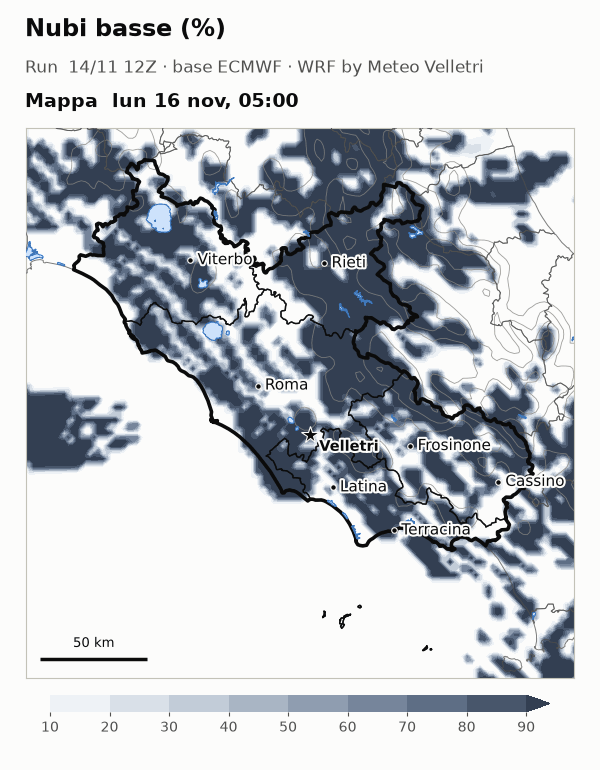 Nubi basse (%)
Run  14/11 12Z · base ECMWF · WRF by Meteo Velletri
Mappa  lun 16 nov, 05:00
Viterbo
Rieti
Roma
Velletri
Frosinone
Cassino
Latina
Terracina
50 km
10 20 30 40 50 60 70 80 90